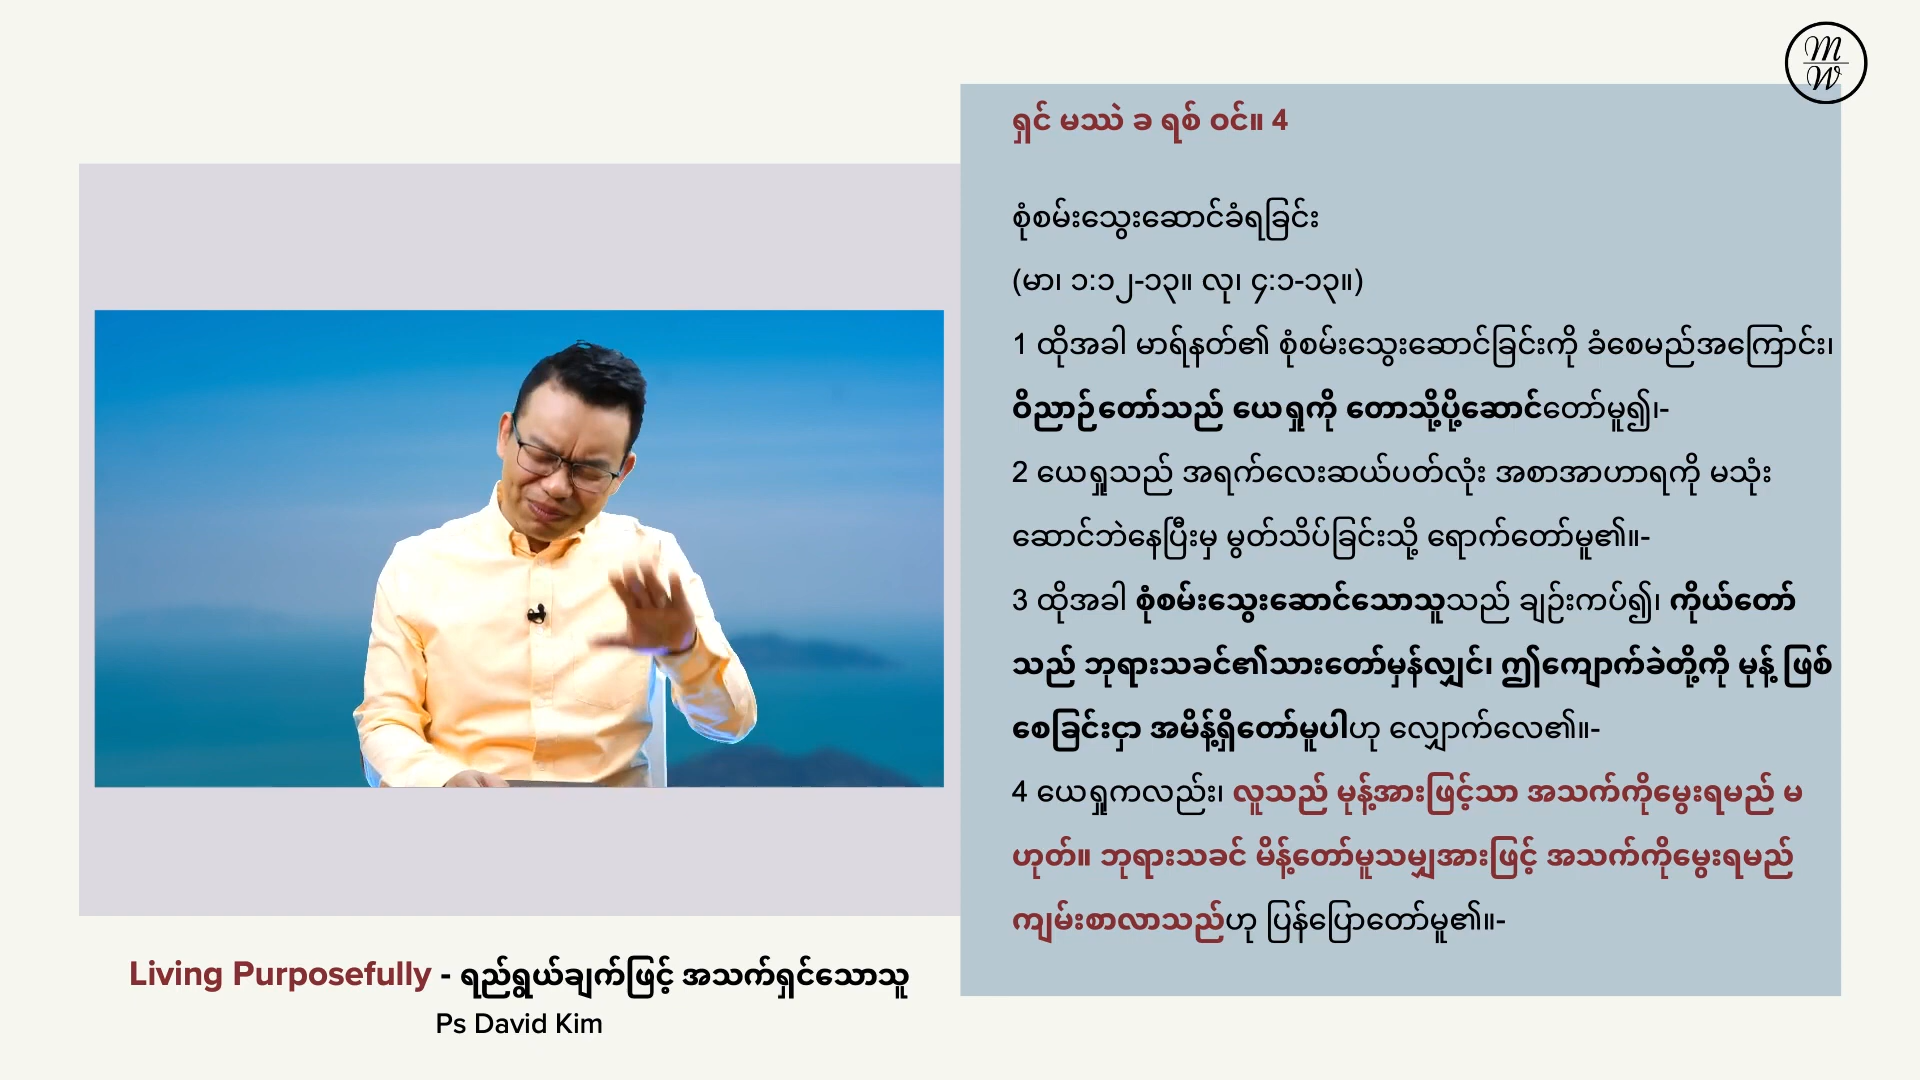 M
W
ရှင် မဿဲ ခ ရစ် ဝင်။ 4
စုံစမ်းသွေးဆောင်ခံရခြင်း
(မာ၊ ၁:၁၂-၁၃။ လု၊ ၄:၁-၁၃။)
1 ထိုအခါ မာရ်နတ်၏ စုံစမ်းသွေးဆောင်ခြင်းကို ခံစေမည်အကြောင်း၊
ဝိညာဉ်တော်သည် ယေရှုကို တောသို့ပို့ဆောင်တော်မူ၍၊-
2 ယေရှုသည် အရက်လေးဆယ်ပတ်လုံး အစာအာဟာရကို မသုံး
ဆောင်ဘဲနေပြီးမှ မွတ်သိပ်ခြင်းသို့ ရောက်တော်မူ၏။-
3 ထိုအခါ စုံစမ်းသွေးဆောင်သောသူသည် ချဉ်းကပ်၍၊ ကိုယ်တော်
သည် ဘုရားသခင်၏သားတော်မှန်လျှင်၊ ဤကျောက်ခဲတို့ကို မုန့် ဖြစ်
စေခြင်းငှာ အမိန့်ရှိတော်မူပါဟု လျှောက်လေ၏။-
4 ယေရှုကလည်း၊ လူသည် မုန့်အားဖြင့်သာ အသက်ကိုမွေးရမည် မ
ဟုတ်။ ဘုရားသခင် မိန့်တော်မူသမျှအားဖြင့် အသက်ကိုမွေးရမည်
ကျမ်းစာလာသည်ဟု ပြန်ပြောတော်မူ၏။-
Living Purposefully - ရည်ရွယ်ချက်ဖြင့် အသက်ရှင်သောသူ
Ps David Kim